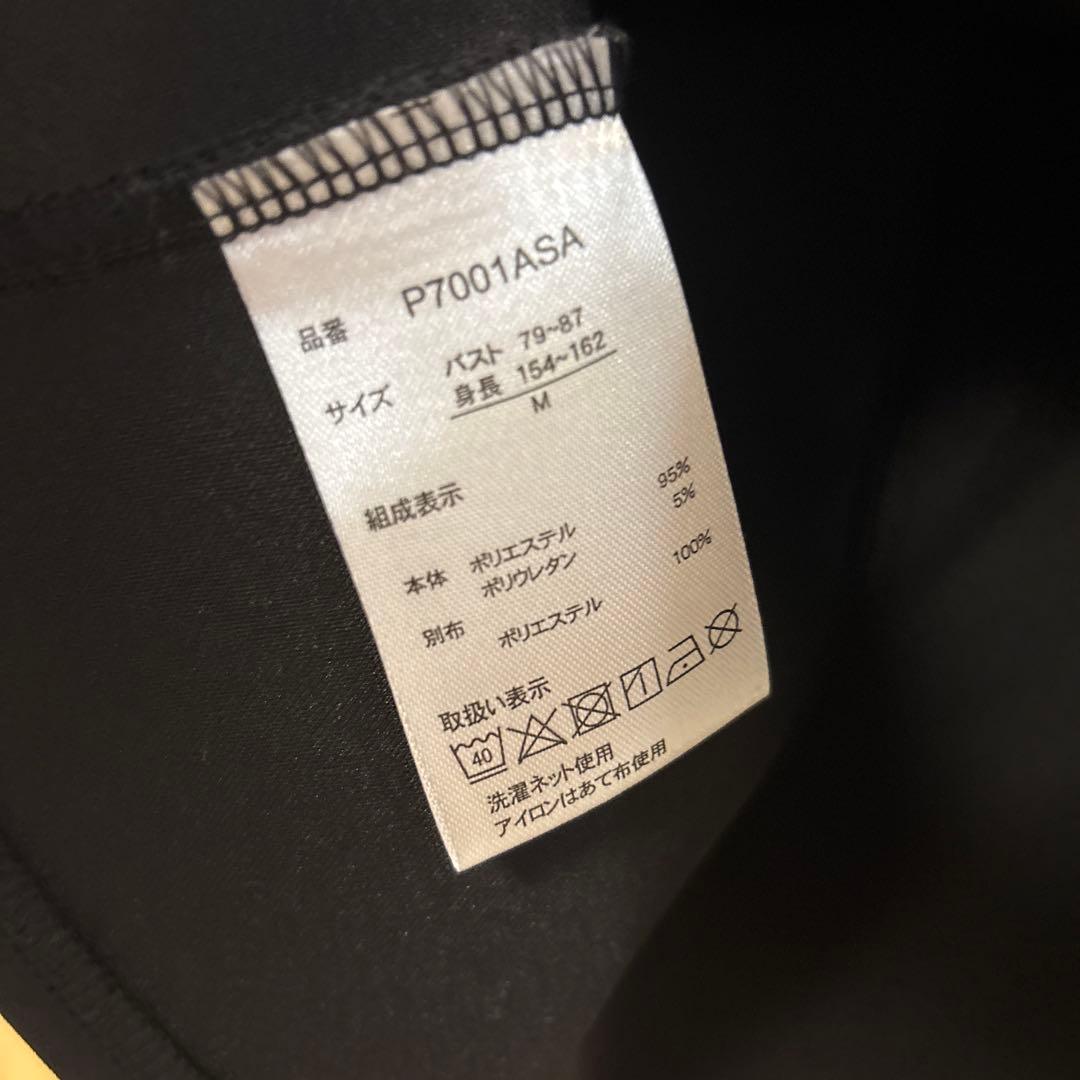 品番 P7001ASA
サイズ バスト 79~87
身長 154~162
M
組成表示
本体 ポリエステル 95%
ポリウレタン 5%
別布 ポリエステル 100%
取扱い表示
40
洗濯ネット使用
アイロンはあて布使用